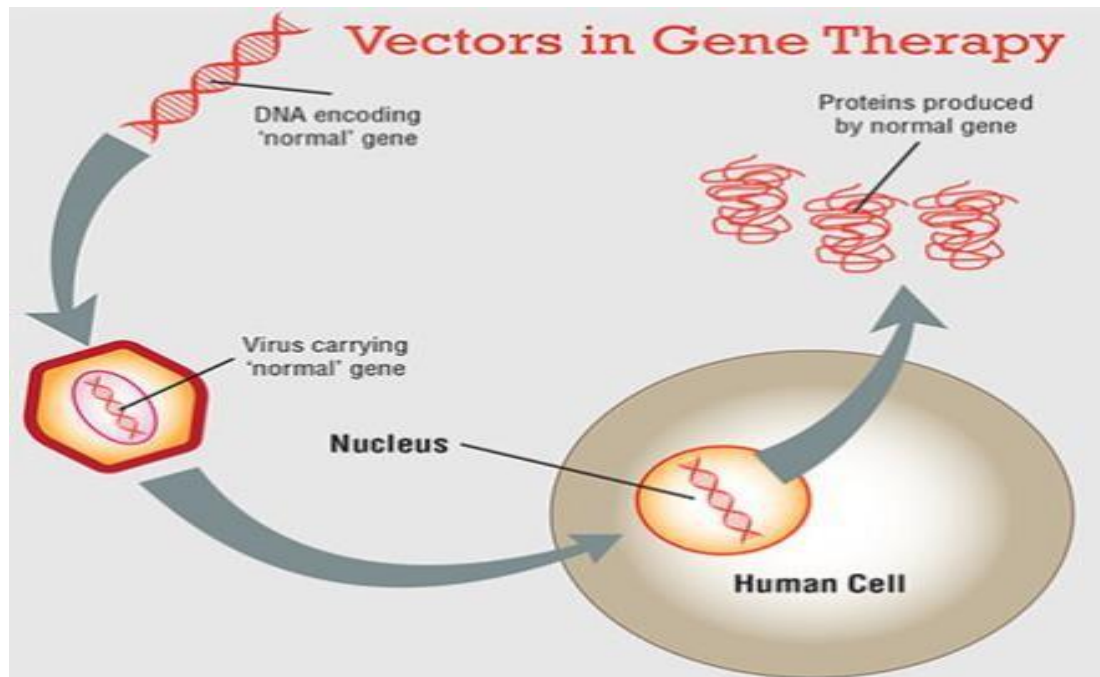 Vectors in Gene Therapy
DNA encoding
'normal' gene
Proteins produced
by normal gene
Virus carrying
'normal' gene
Nucleus
Human Cell